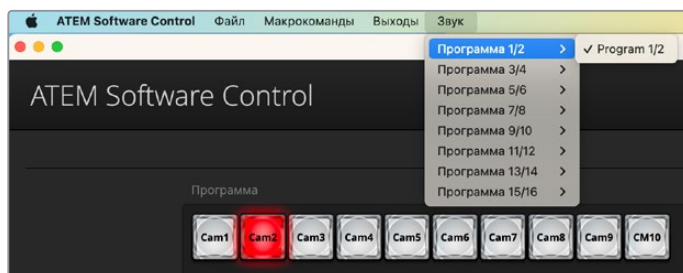 ATEM Software Control Файл Макрокоманды Выходы Звук
Программа 1/2 > ✓ Program 1/2
Программа 3/4 >
ATEM Software Control
Программа 5/6 >
Программа 7/8 >
Программа 9/10 >
Программа 11/12 >
Программа 13/14 >
Программа 15/16 >
Программа
Cam1 Cam2 Cam3 Cam4 Cam5 Cam6 Cam7 Cam8 Cam9 CM10